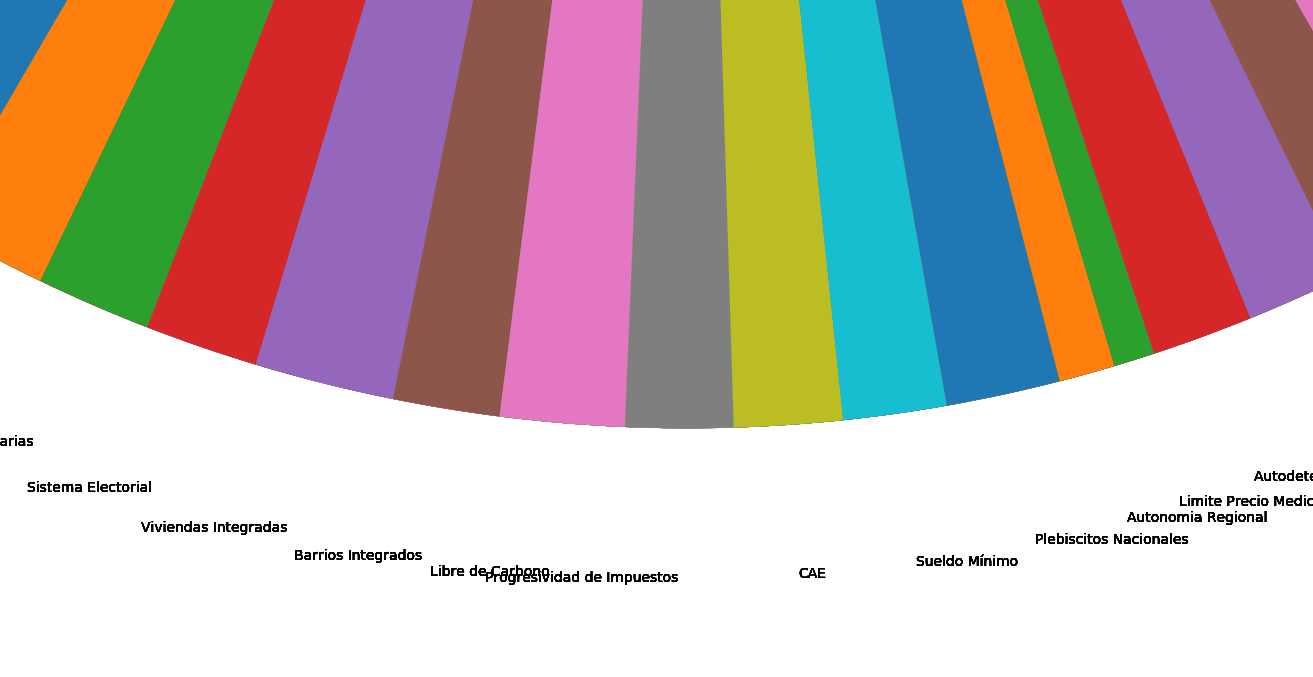 arias
Sistema Electorial
Viviendas Integradas
Barrios Integrados
Libre de Carbono
Progresividad de Impuestos
CAE
Sueldo Mínimo
Plebiscitos Nacionales
Autonomia Regional
Limite Precio Medic
Autodete